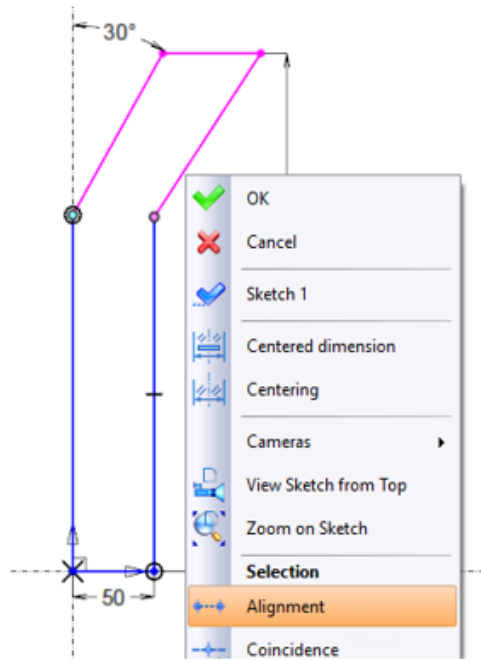 30°
OK
Cancel
Sketch 1
Centered dimension
Centering
Cameras
View Sketch from Top
Zoom on Sketch
Selection
50
Alignment
Coincidence